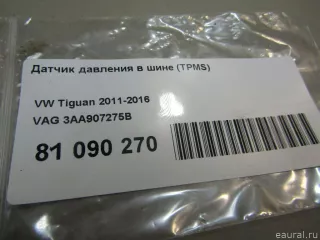 Датчик давления в шине (TPMS)
VW Tiguan 2011-2016
VAG 3AA907275B
81 090 270
eaural.ru